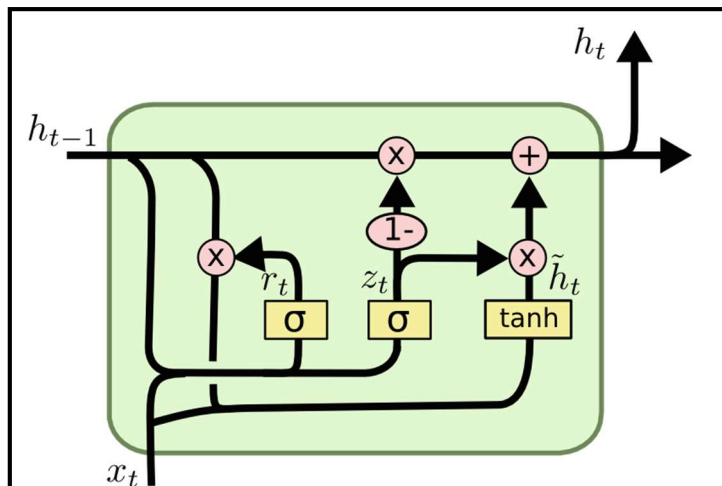 h_t
h_{t-1}
x +
1-
x x
r_t z_t h̃_t
σ σ tanh
x_t